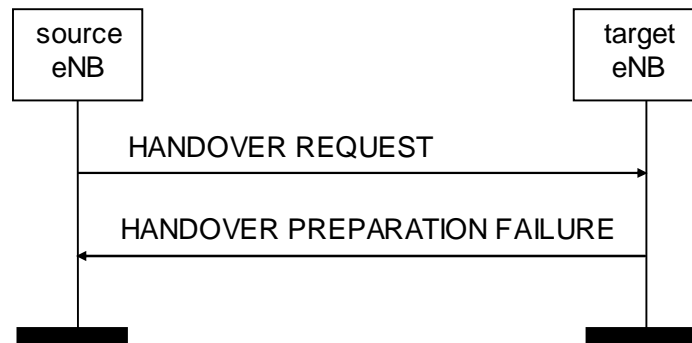 source
eNB
target
eNB
HANDOVER REQUEST
HANDOVER PREPARATION FAILURE